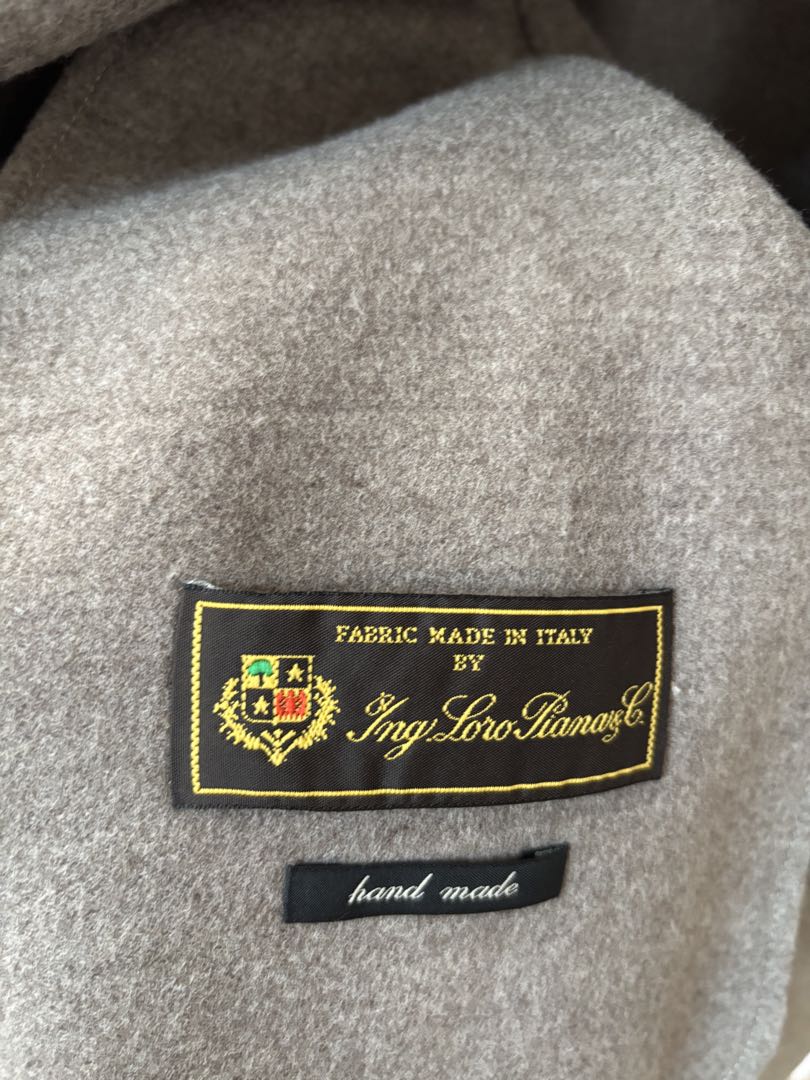 FABRIC MADE IN ITALY
BY
Ing Loro Piana & C.
hand made